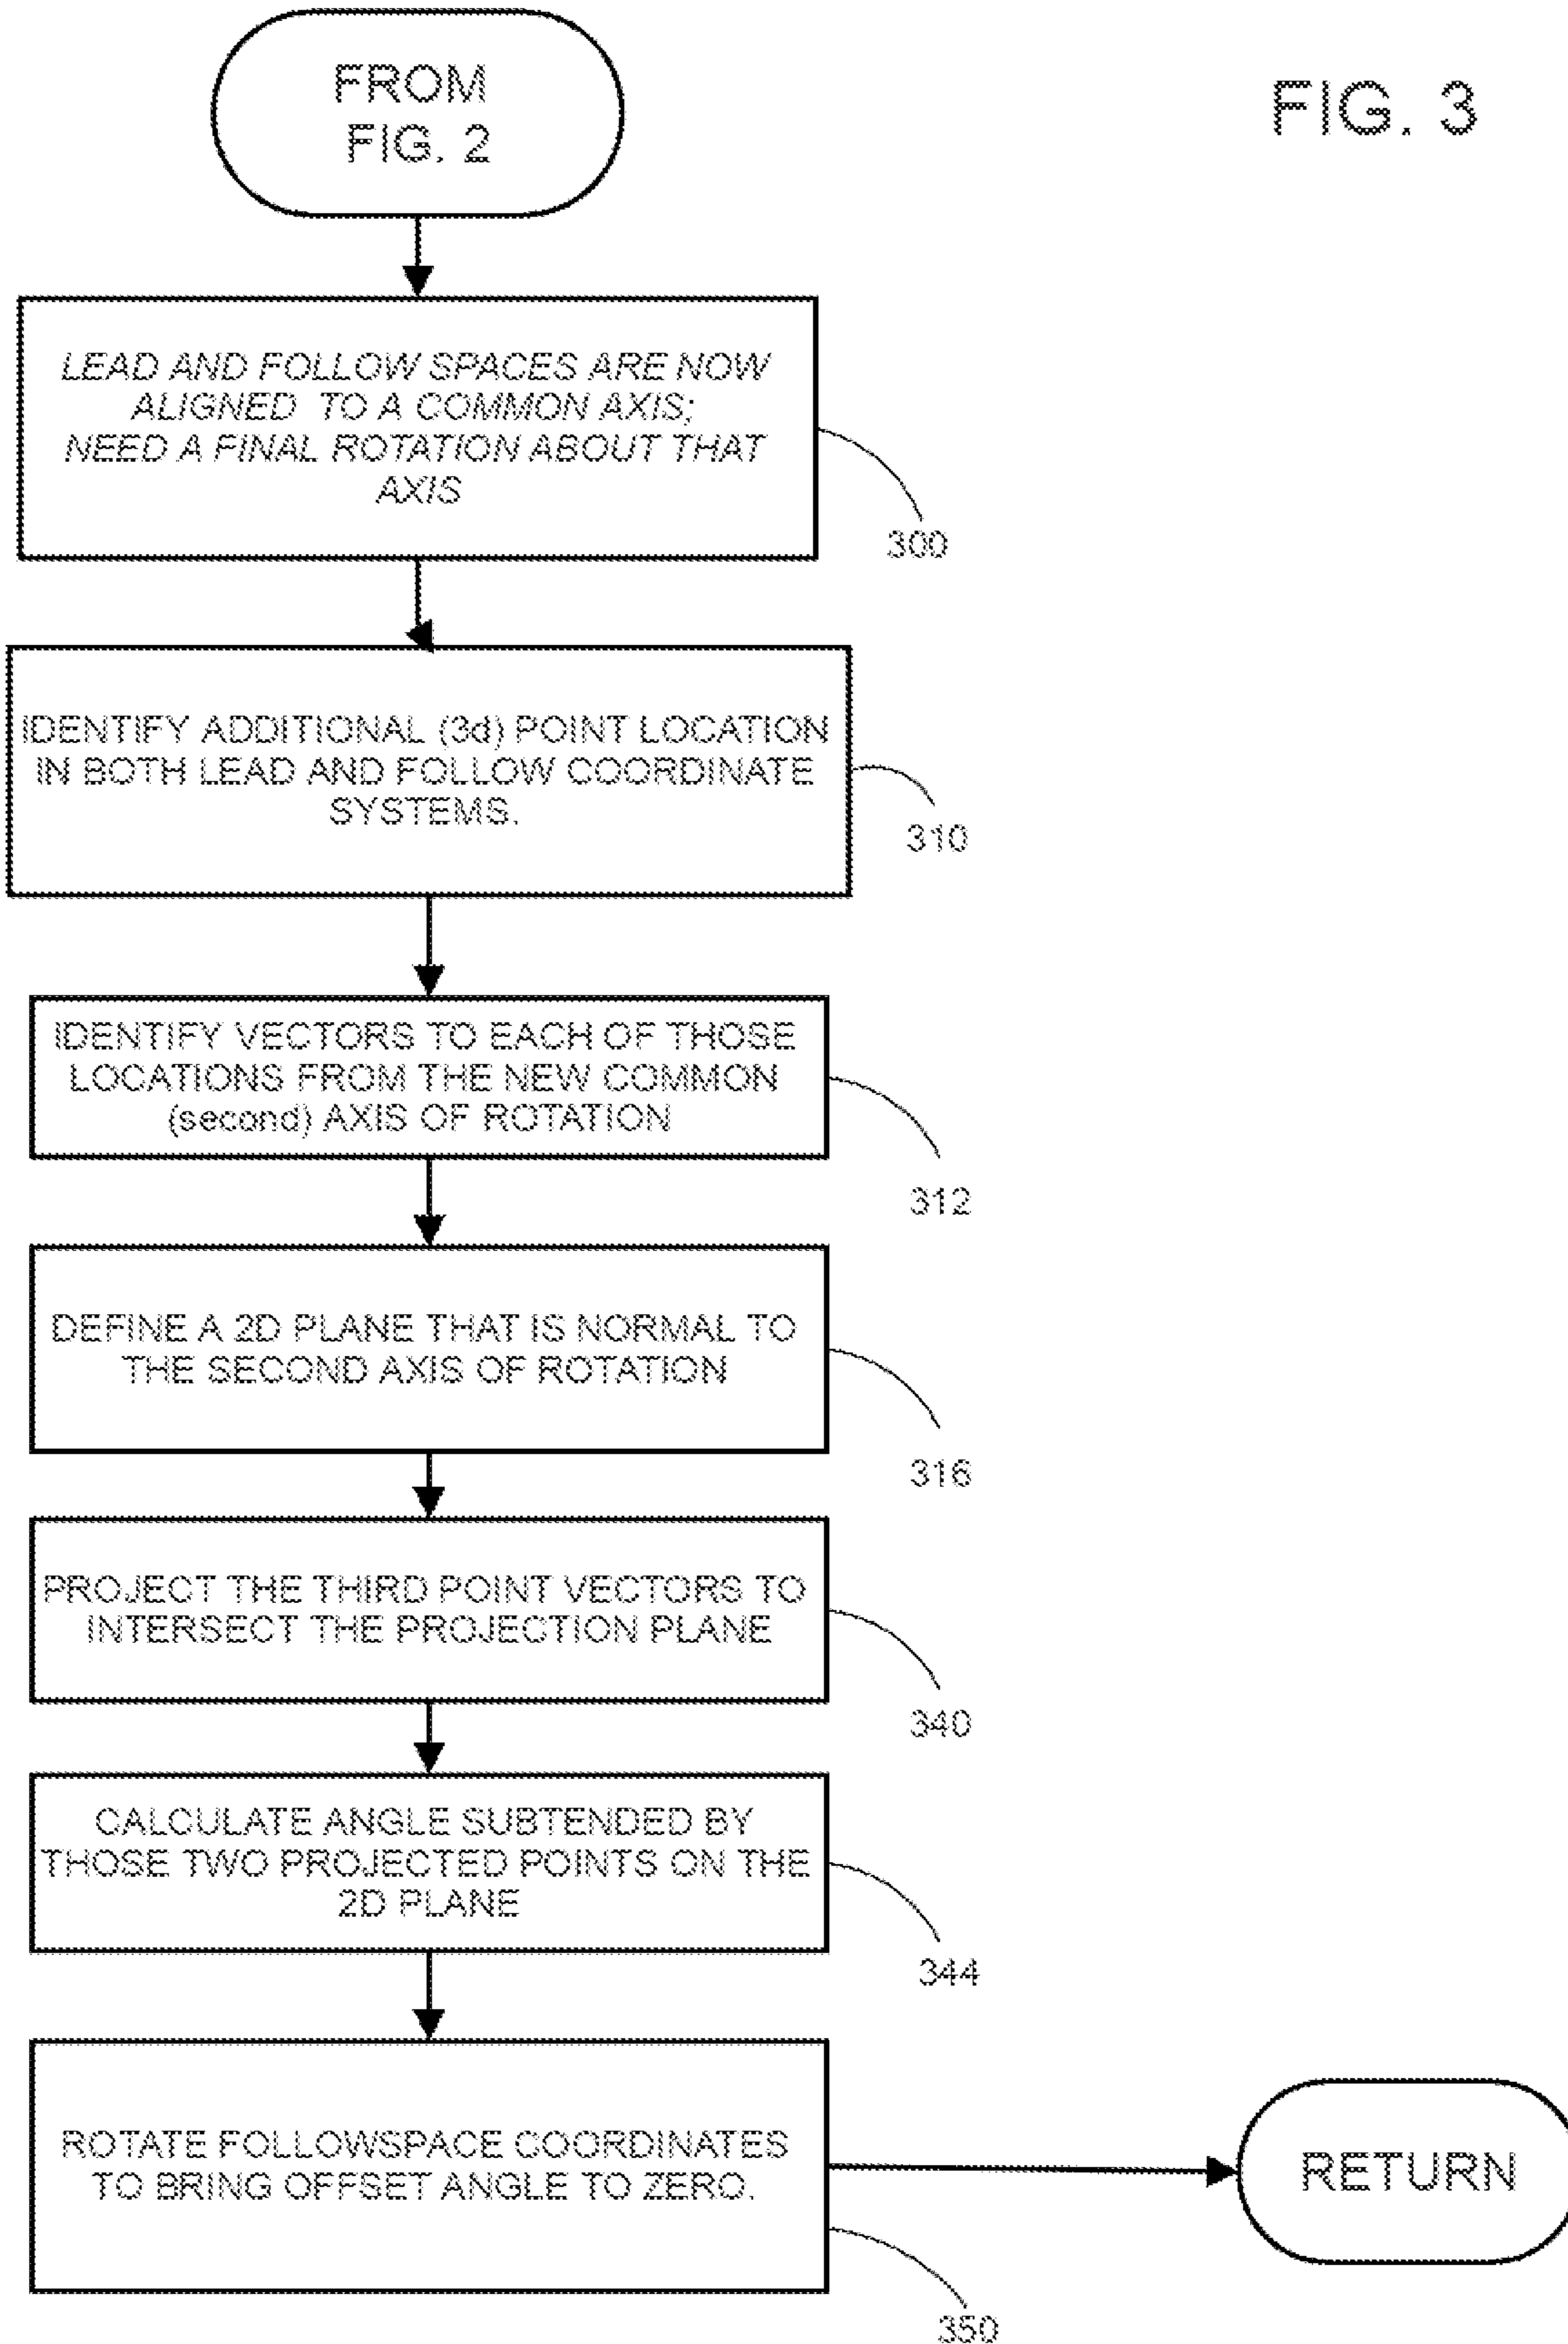 FROM
FIG. 2
FIG. 3
LEAD AND FOLLOW SPACES ARE NOW
ALIGNED TO A COMMON AXIS;
NEED A FINAL ROTATION ABOUT THAT
AXIS
300
IDENTIFY ADDITIONAL (3d) POINT LOCATION
IN BOTH LEAD AND FOLLOW COORDINATE
SYSTEMS.
310
IDENTIFY VECTORS TO EACH OF THOSE
LOCATIONS FROM THE NEW COMMON
(second) AXIS OF ROTATION
312
DEFINE A 2D PLANE THAT IS NORMAL TO
THE SECOND AXIS OF ROTATION
316
PROJECT THE THIRD POINT VECTORS TO
INTERSECT THE PROJECTION PLANE
340
CALCULATE ANGLE SUBTENDED BY
THOSE TWO PROJECTED POINTS ON THE
2D PLANE
344
ROTATE FOLLOWSPACE COORDINATES
TO BRING OFFSET ANGLE TO ZERO.
RETURN
350